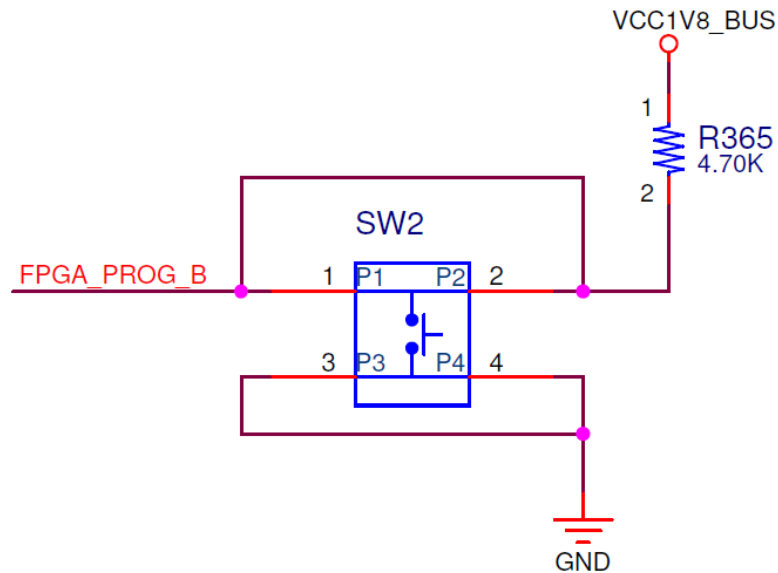 VCC1V8_BUS
1
R365
4.70K
2
SW2
FPGA_PROG_B
1
P1
P2
2
3
P3
P4
4
GND